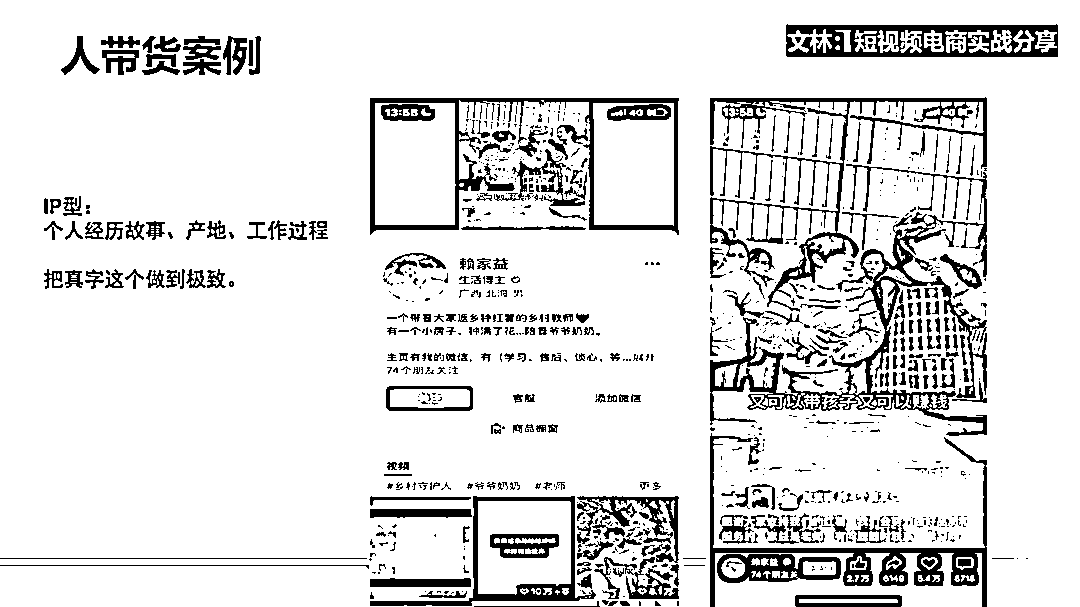 人带货案例
文林:1短视频电商实战分享
IP型：
个人经历故事、产地、工作过程
把真字这个做到极致。
13:55
4G
赖家益
生活博主
广西 北海 男
一个带着大家返乡种红薯的乡村教师
有一个小房子，种满了花...陪着爷爷奶奶。
主页有我的微信，有（学习、售后、谈心、等...展开
74个朋友关注
客服
添加微信
商品橱窗
视频
#乡村守护人 #爷爷奶奶 #老师 更多
10万+
13:55
4G
又可以带孩子又可以赚钱
赖家益
74个朋友
2.7万
6149
5.4万
6716